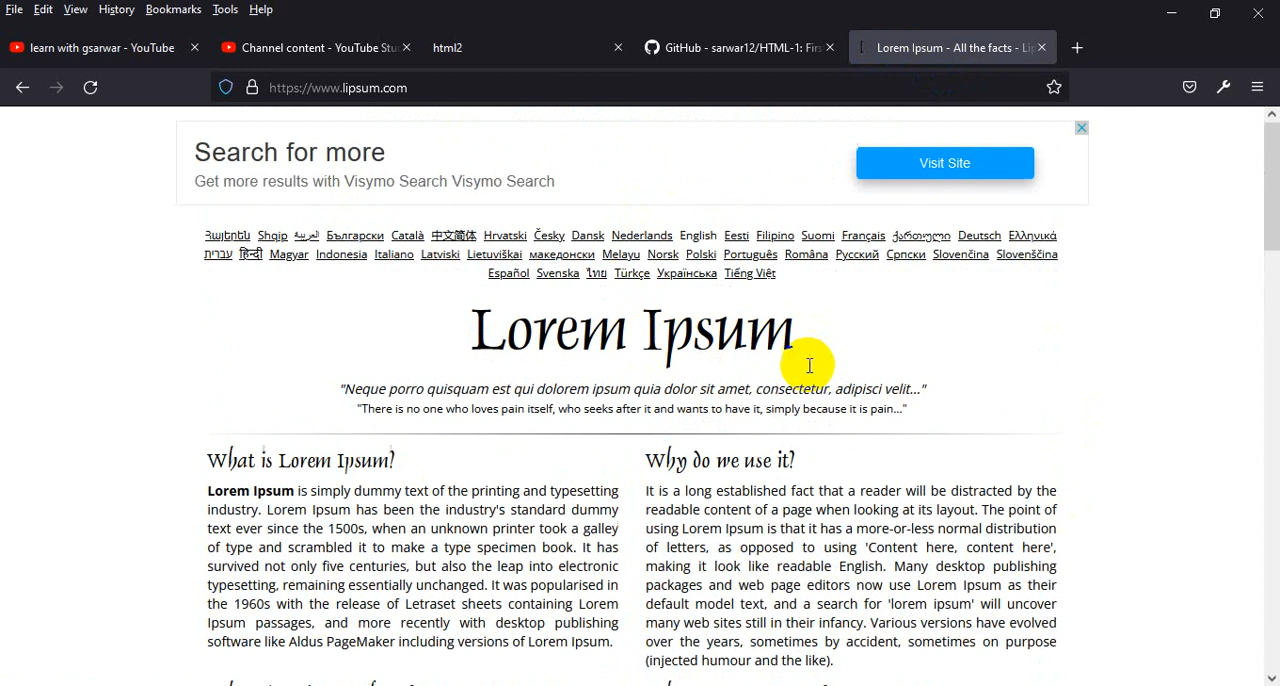 File Edit View History Bookmarks Tools Help
learn with gsarwar - YouTube
Channel content - YouTube Stu
html2
GitHub - sarwar12/HTML-1: Firs
Lorem Ipsum - All the facts - Lip
https://www.lipsum.com
Search for more
Get more results with Visymo Search Visymo Search
Visit Site
Հայերեն Shqip العربية Български Català 中文简体 Hrvatski Česky Dansk Nederlands English Eesti Filipino Suomi Français ქართული Deutsch Ελληνικά
עברית हिन्दी Magyar Indonesia Italiano Latviski Lietuviškai македонски Melayu Norsk Polski Português Româna Pyccкий Српски Slovenčina Slovenščina
Español Svenska ไทย Türkçe Українська Tiếng Việt
Lorem Ipsum
"Neque porro quisquam est qui dolorem ipsum quia dolor sit amet, consectetur, adipisci velit..."
"There is no one who loves pain itself, who seeks after it and wants to have it, simply because it is pain..."
What is Lorem Ipsum?
Lorem Ipsum is simply dummy text of the printing and typesetting
industry. Lorem Ipsum has been the industry's standard dummy
text ever since the 1500s, when an unknown printer took a galley
of type and scrambled it to make a type specimen book. It has
survived not only five centuries, but also the leap into electronic
typesetting, remaining essentially unchanged. It was popularised in
the 1960s with the release of Letraset sheets containing Lorem
Ipsum passages, and more recently with desktop publishing
software like Aldus PageMaker including versions of Lorem Ipsum.
Why do we use it?
It is a long established fact that a reader will be distracted by the
readable content of a page when looking at its layout. The point of
using Lorem Ipsum is that it has a more-or-less normal distribution
of letters, as opposed to using 'Content here, content here',
making it look like readable English. Many desktop publishing
packages and web page editors now use Lorem Ipsum as their
default model text, and a search for 'lorem ipsum' will uncover
many web sites still in their infancy. Various versions have evolved
over the years, sometimes by accident, sometimes on purpose
(injected humour and the like).